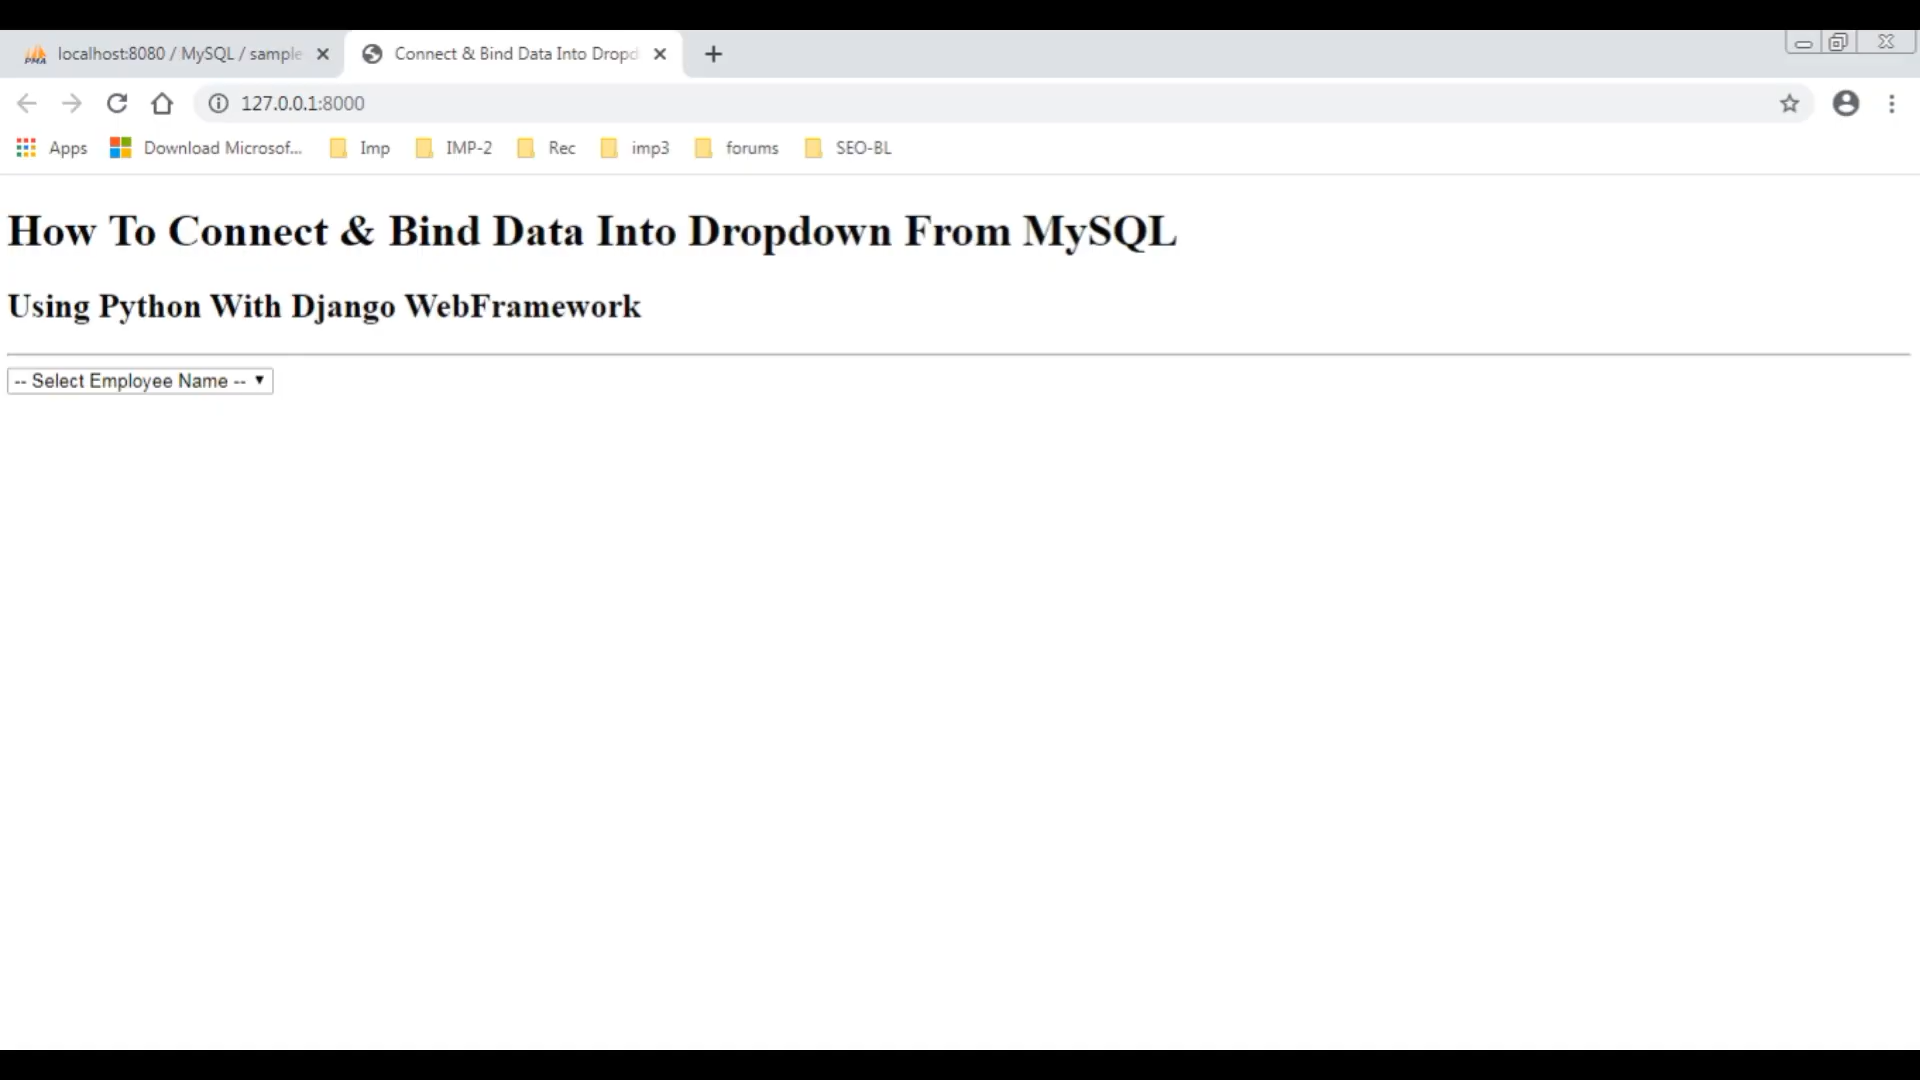 PMA localhost:8080 / MySQL / sample
Connect & Bind Data Into Dropd
127.0.0.1:8000
Apps Download Microsof... Imp IMP-2 Rec imp3 forums SEO-BL
How To Connect & Bind Data Into Dropdown From MySQL
Using Python With Django WebFramework
-- Select Employee Name --